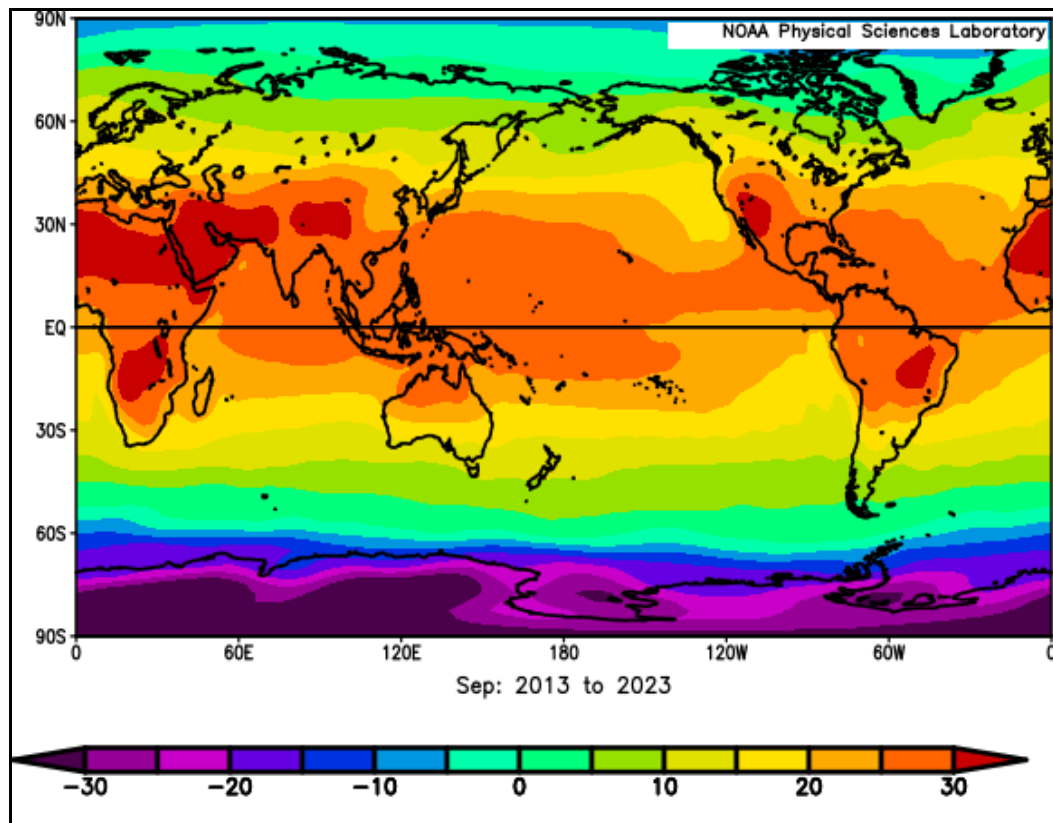 90N
NOAA Physical Sciences Laboratory
60N
30N
EQ
30S
60S
90S
0 60E 120E 180 120W 60W 0
Sep: 2013 to 2023
-30 -20 -10 0 10 20 30